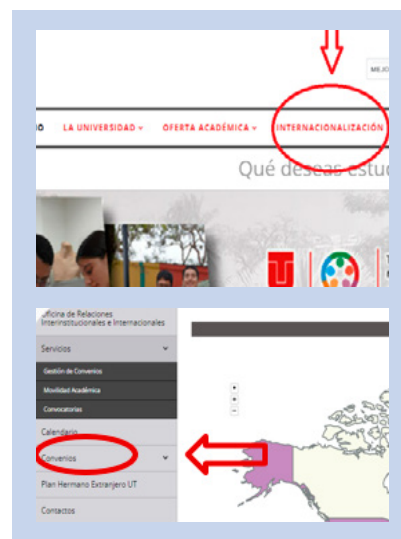 LA UNIVERSIDAD OFERTA ACADÉMICA INTERNACIONALIZACIÓN
Qué deseas estu
Oficina de Relaciones
Interinstitucionales e Internacionales
Servicios
Gestión de Convenios
Movilidad Académica
Convocatorias
Calendario
Convenios
Plan Hermano Extranjero UT
Contactos